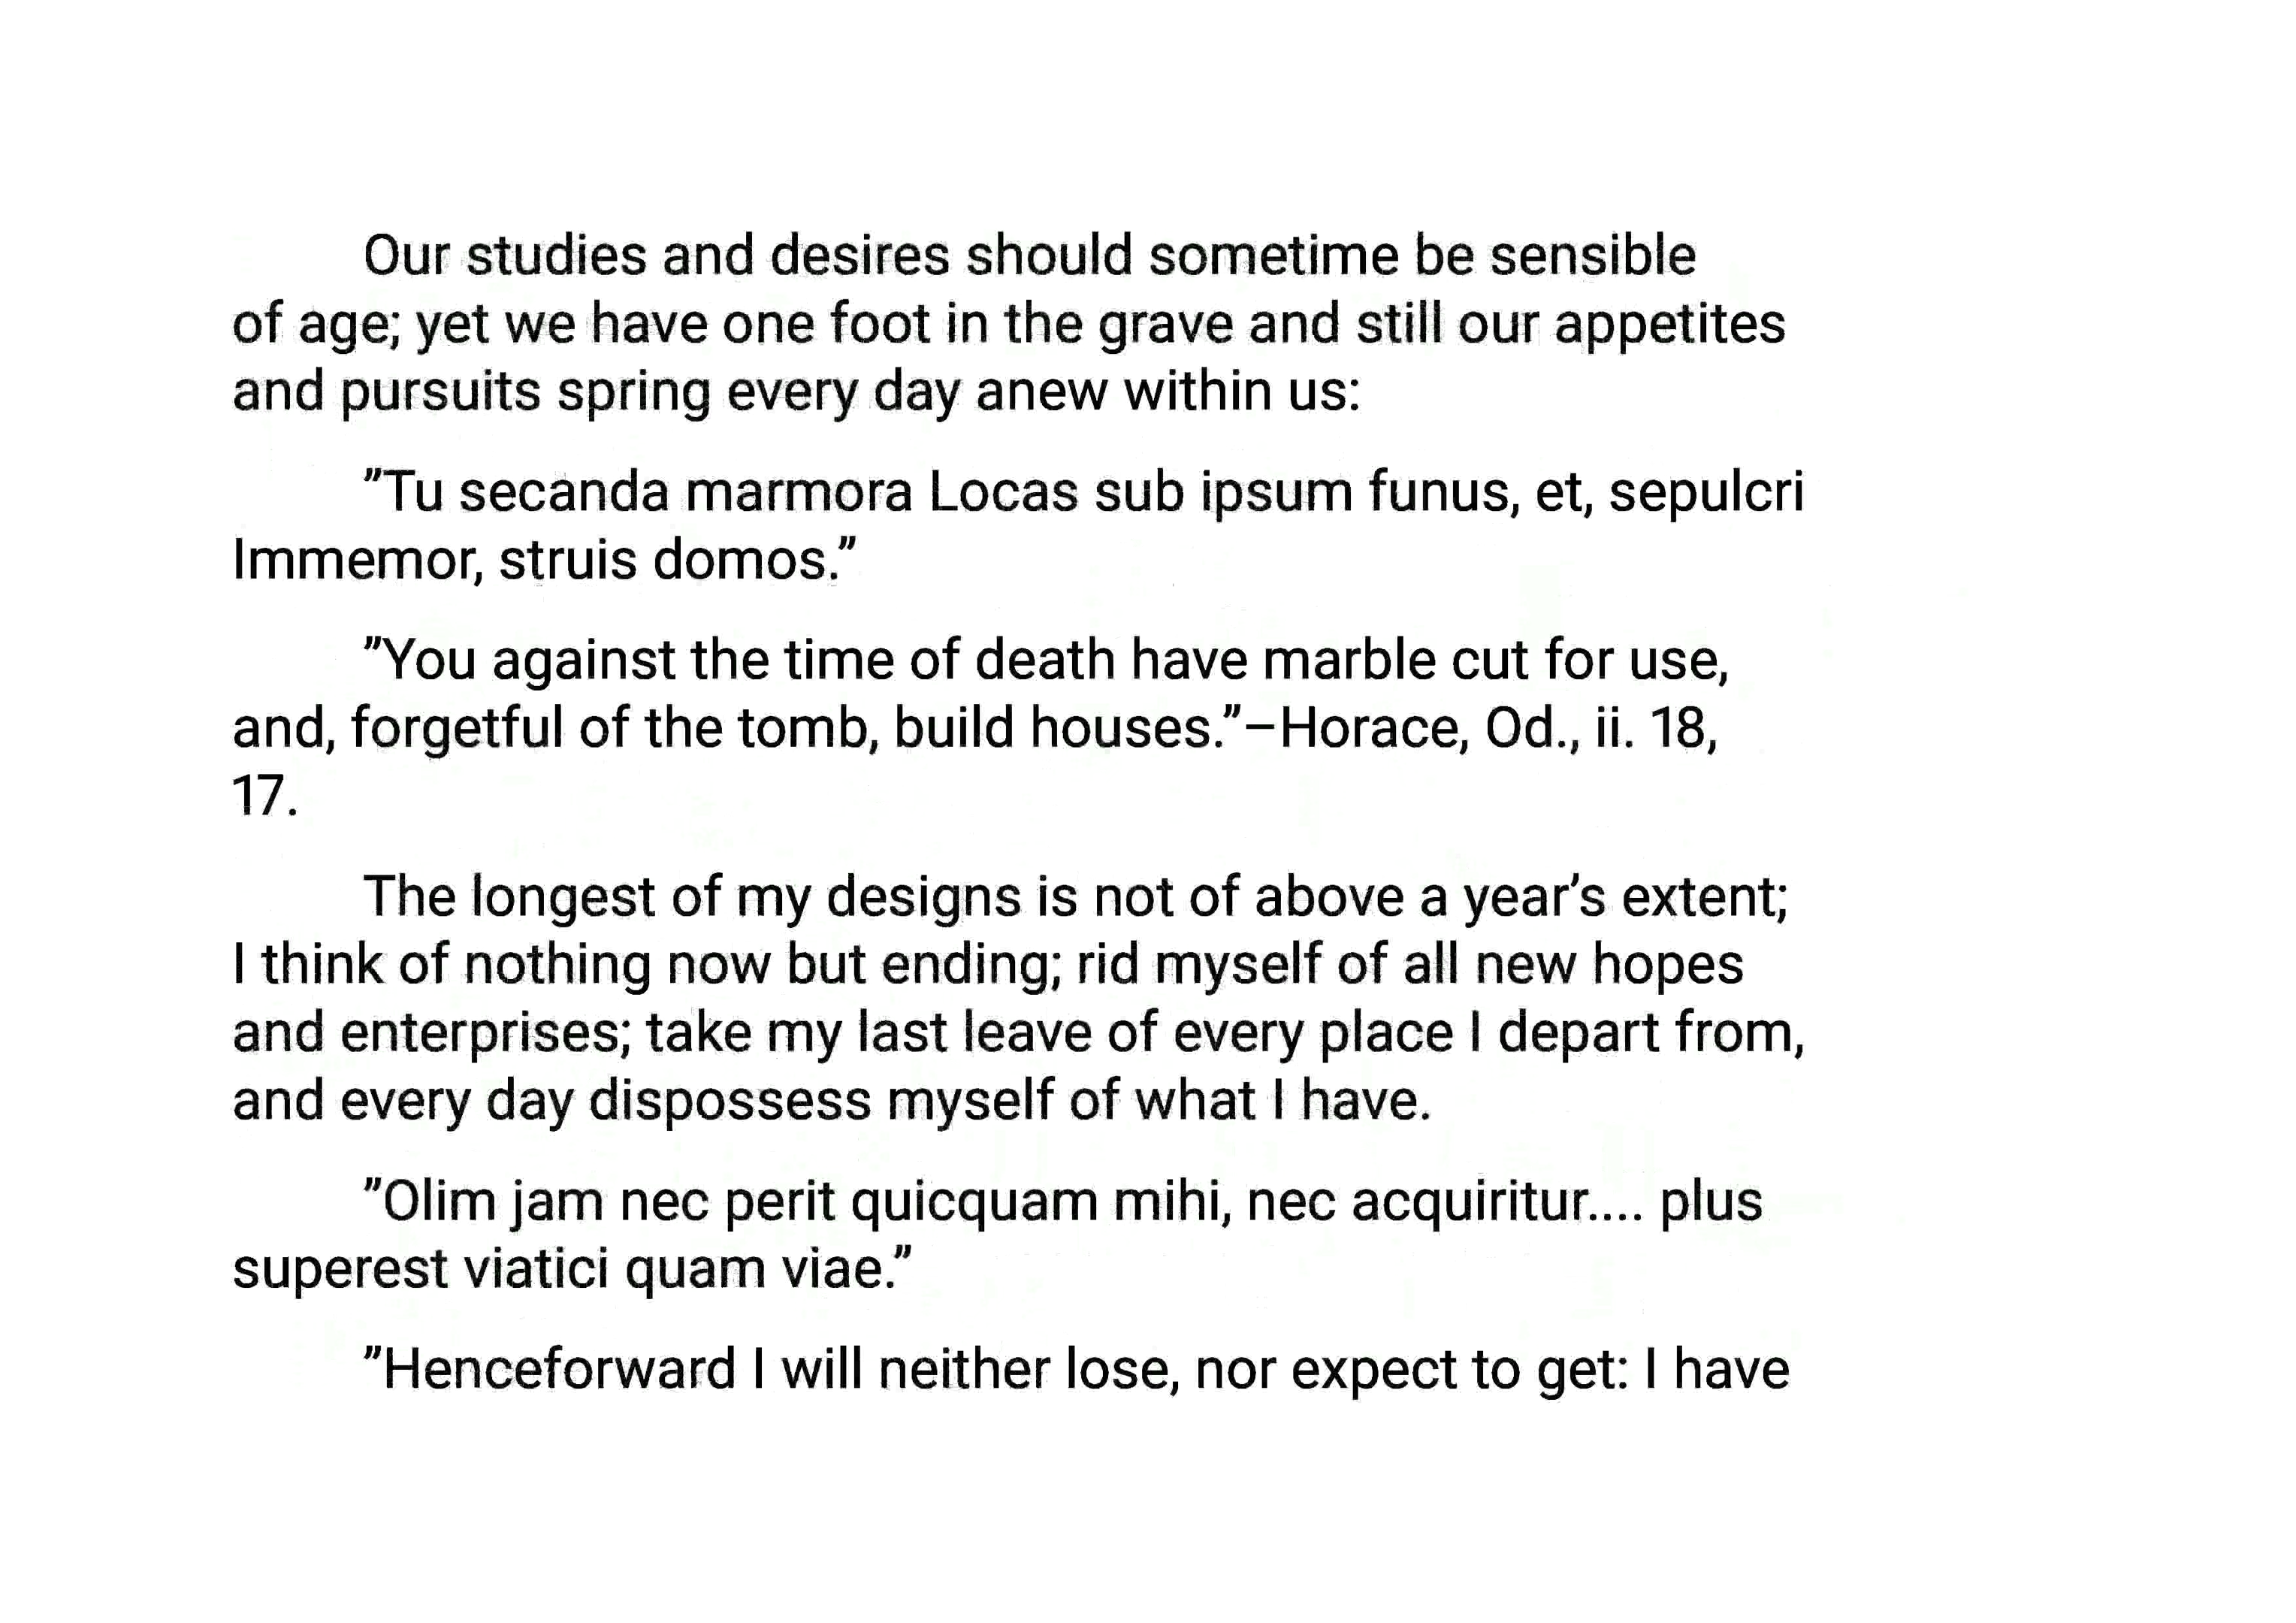 Our studies and desires should sometime be sensible
of age; yet we have one foot in the grave and still our appetites
and pursuits spring every day anew within us:
”Tu secanda marmora Locas sub ipsum funus, et, sepulcri
Immemor, struis domos.”
”You against the time of death have marble cut for use,
and, forgetful of the tomb, build houses.”–Horace, Od., ii. 18,
17.
The longest of my designs is not of above a year’s extent;
I think of nothing now but ending; rid myself of all new hopes
and enterprises; take my last leave of every place I depart from,
and every day dispossess myself of what I have.
”Olim jam nec perit quicquam mihi, nec acquiritur.... plus
superest viatici quam viae.”
”Henceforward I will neither lose, nor expect to get: I have